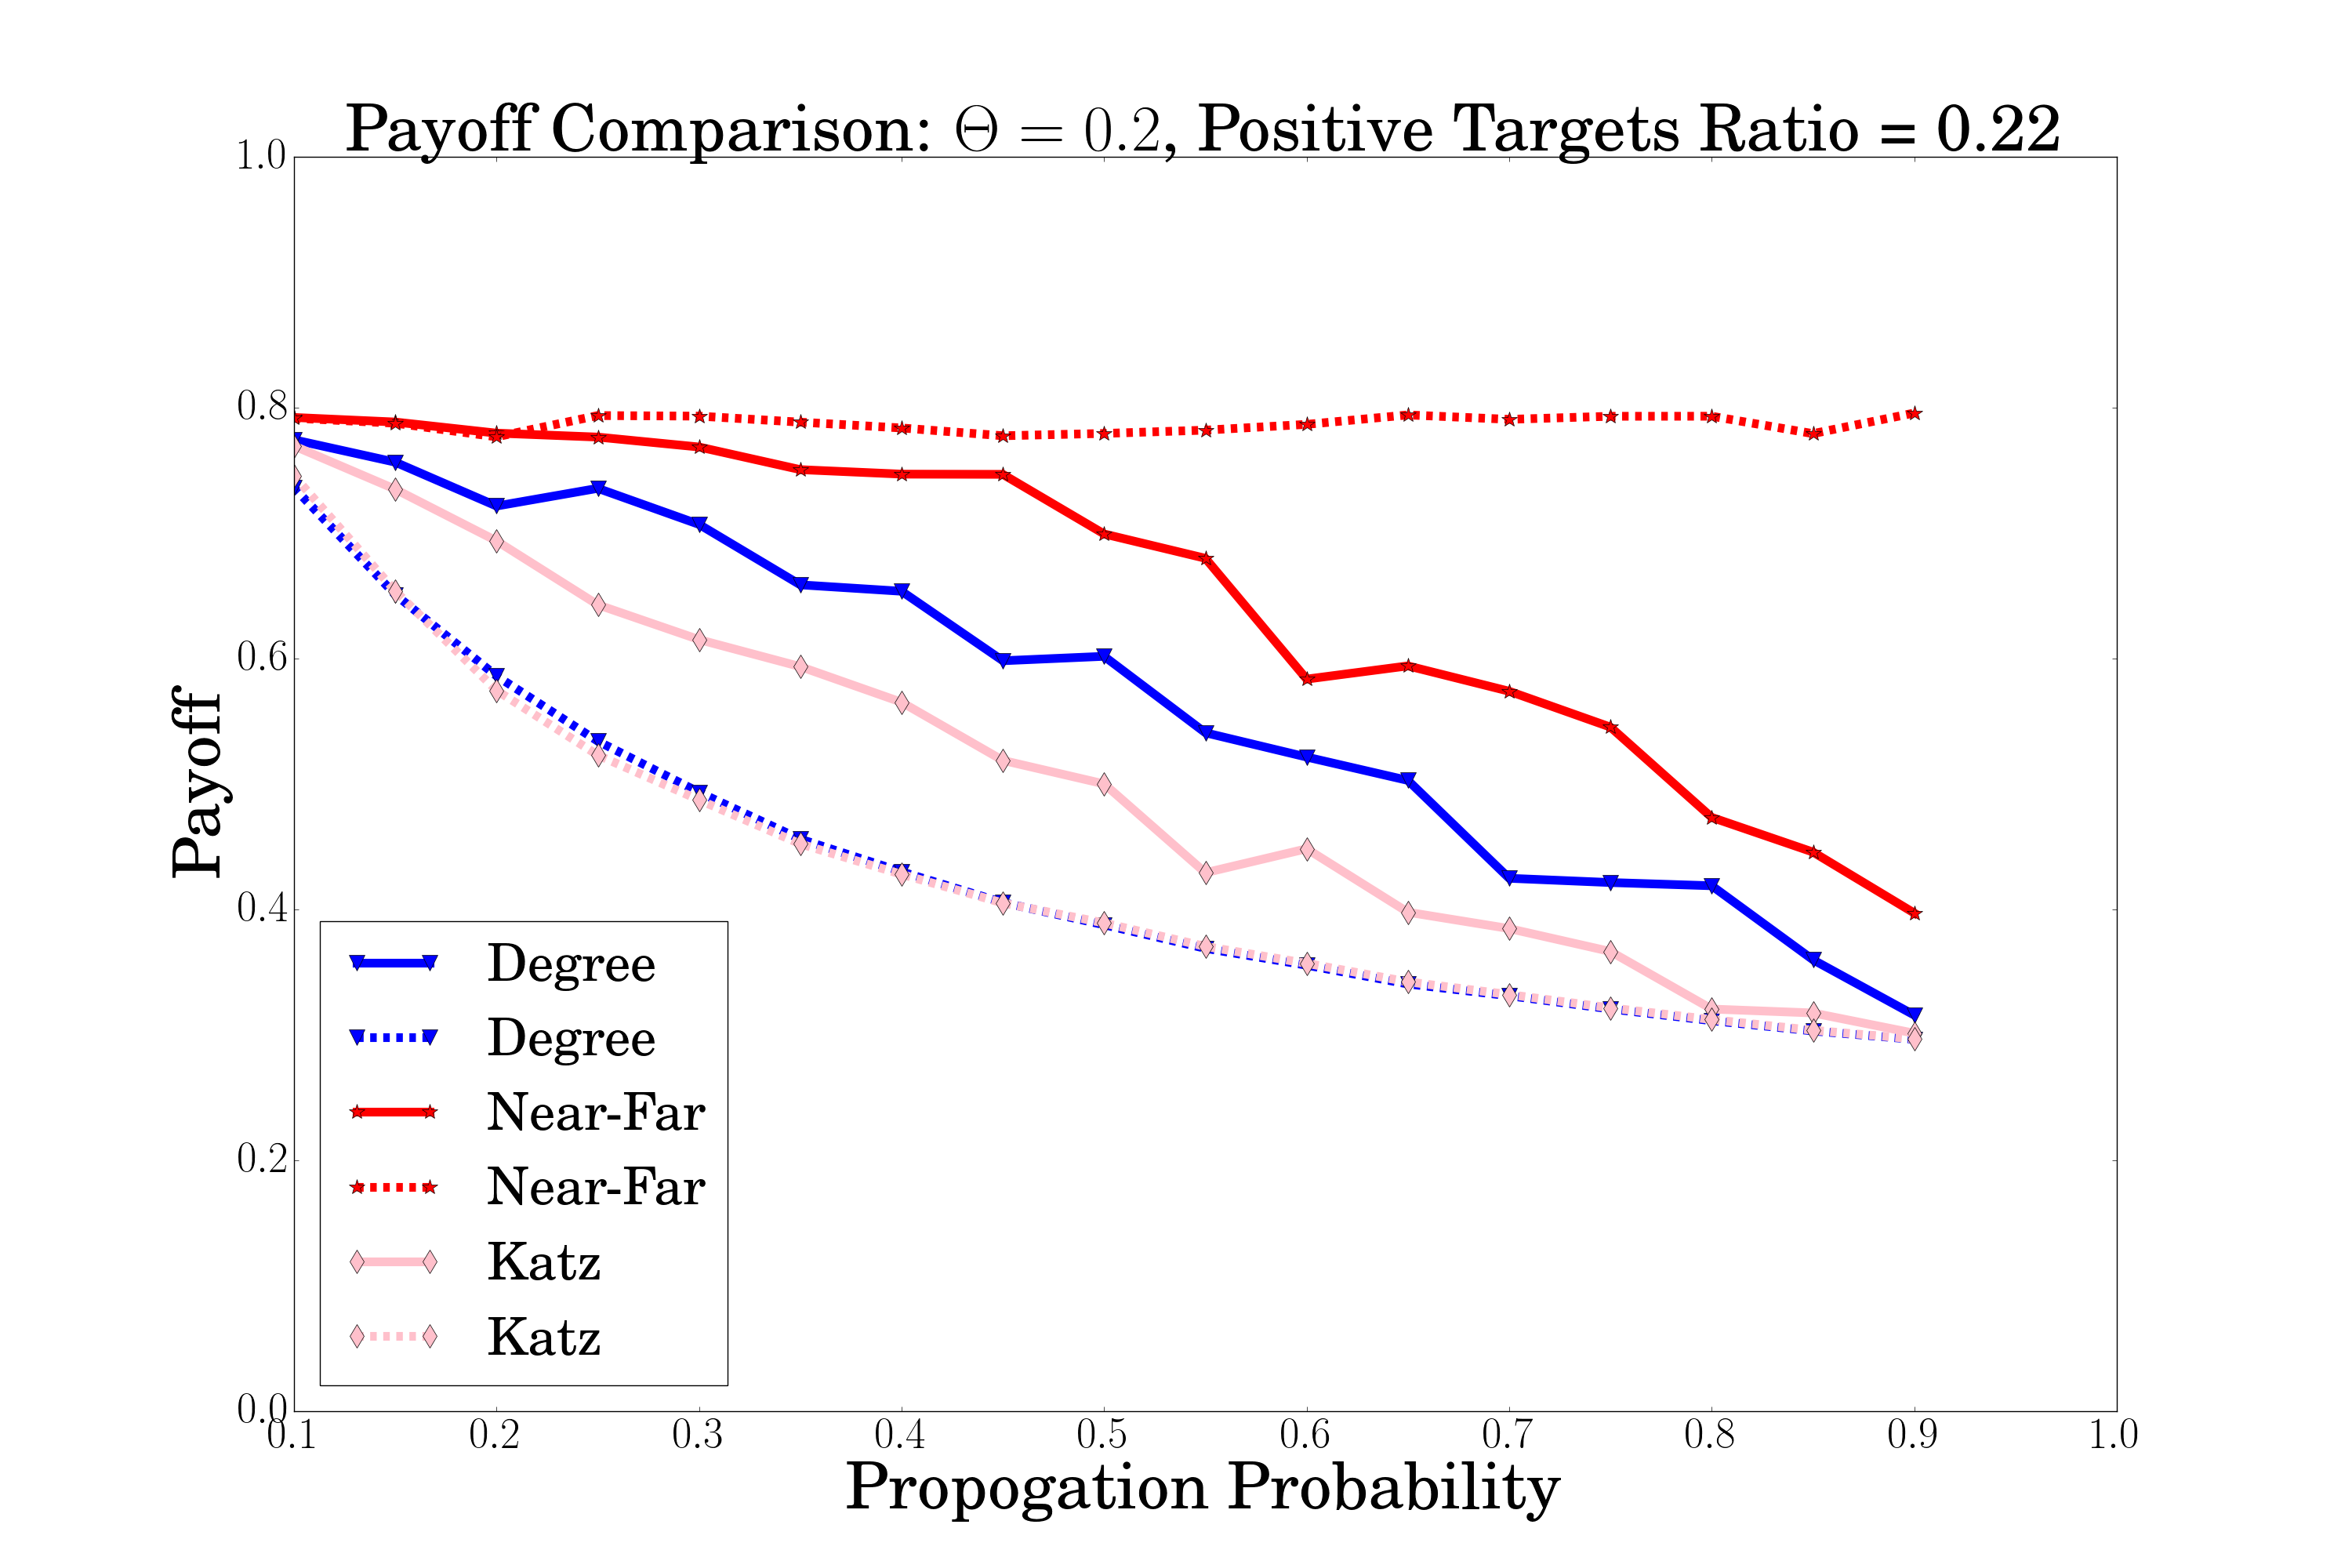 Payoff Comparison: Θ = 0.2, Positive Targets Ratio = 0.22
1.0
0.8
0.6
0.4
0.2
0.0
Payoff
Degree
Degree
Near-Far
Near-Far
Katz
Katz
0.1 0.2 0.3 0.4 0.5 0.6 0.7 0.8 0.9 1.0
Propogation Probability